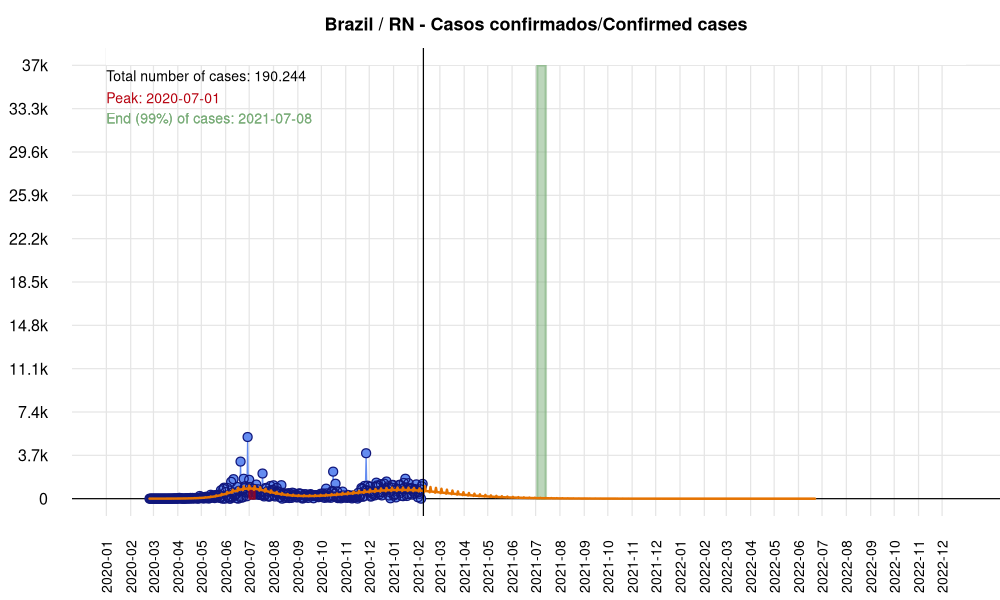 Brazil / RN - Casos confirmados/Confirmed cases
37k
Total number of cases: 190.244
Peak: 2020-07-01
33.3k
End (99%) of cases: 2021-07-08
29.6k
25.9k
22.2k
18.5k
14.8k
11.1k
7.4k
3.7k
0
2020-01
2020-02
2020-03
2020-04
2020-05
2020-06
2020-07
2020-08
2020-09
2020-10
2020-11
2020-12
2021-01
2021-02
2021-03
2021-04
2021-05
2021-06
2021-07
2021-08
2021-09
2021-10
2021-11
2021-12
2022-01
2022-02
2022-03
2022-04
2022-05
2022-06
2022-07
2022-08
2022-09
2022-10
2022-11
2022-12